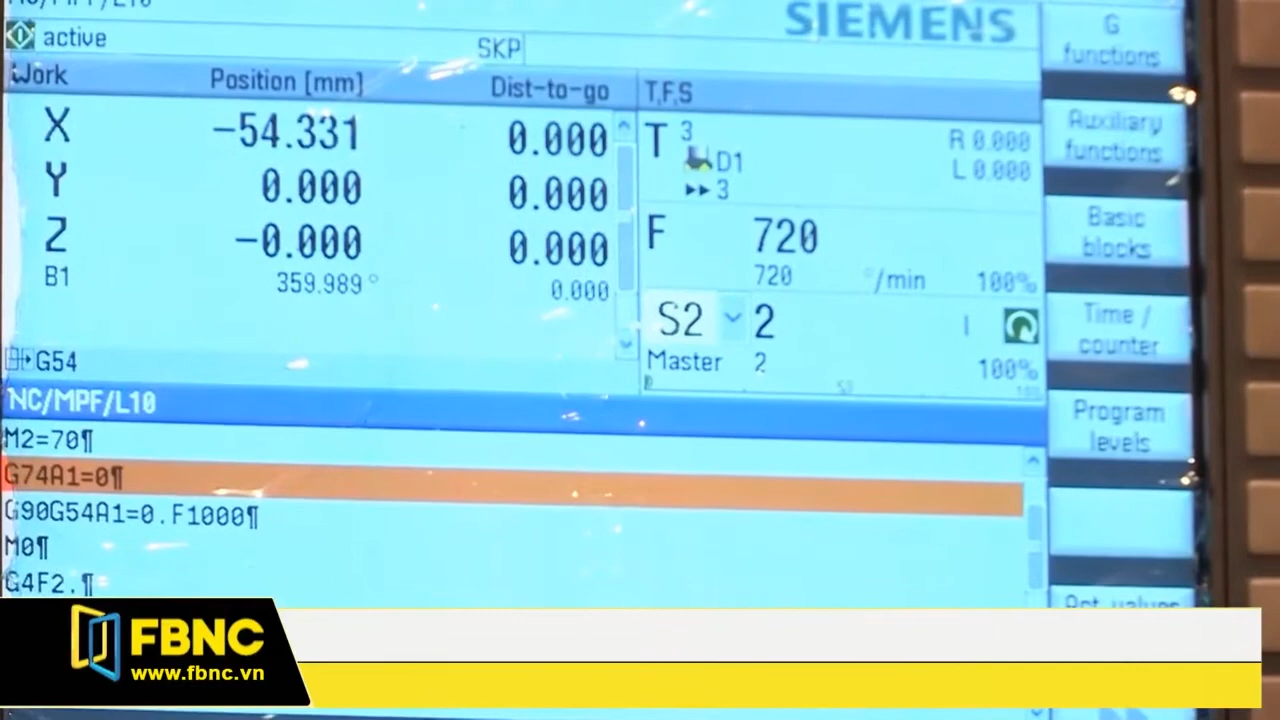 active
SKP
SIEMENS
Work Position [mm] Dist-to-go
X -54.331 0.000
Y 0.000 0.000
Z -0.000 0.000
B1 359.989° 0.000
G54
T,F,S
T 3 R 0.000
D1 L 0.000
3
F 720
720 °/min 100%
S2 2
Master 2 100%
NC/MPF/L10
M2=70¶
G74A1=0¶
G90G54A1=0.F1000¶
M0¶
G4F2.¶
G
functions
Auxiliary
functions
Basic
blocks
Time /
counter
Program
levels
Act. values
FBNC
www.fbnc.vn